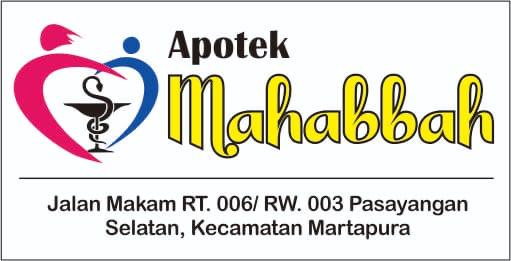 Apotek
Mahabbah
Jalan Makam RT. 006/ RW. 003 Pasayangan
Selatan, Kecamatan Martapura